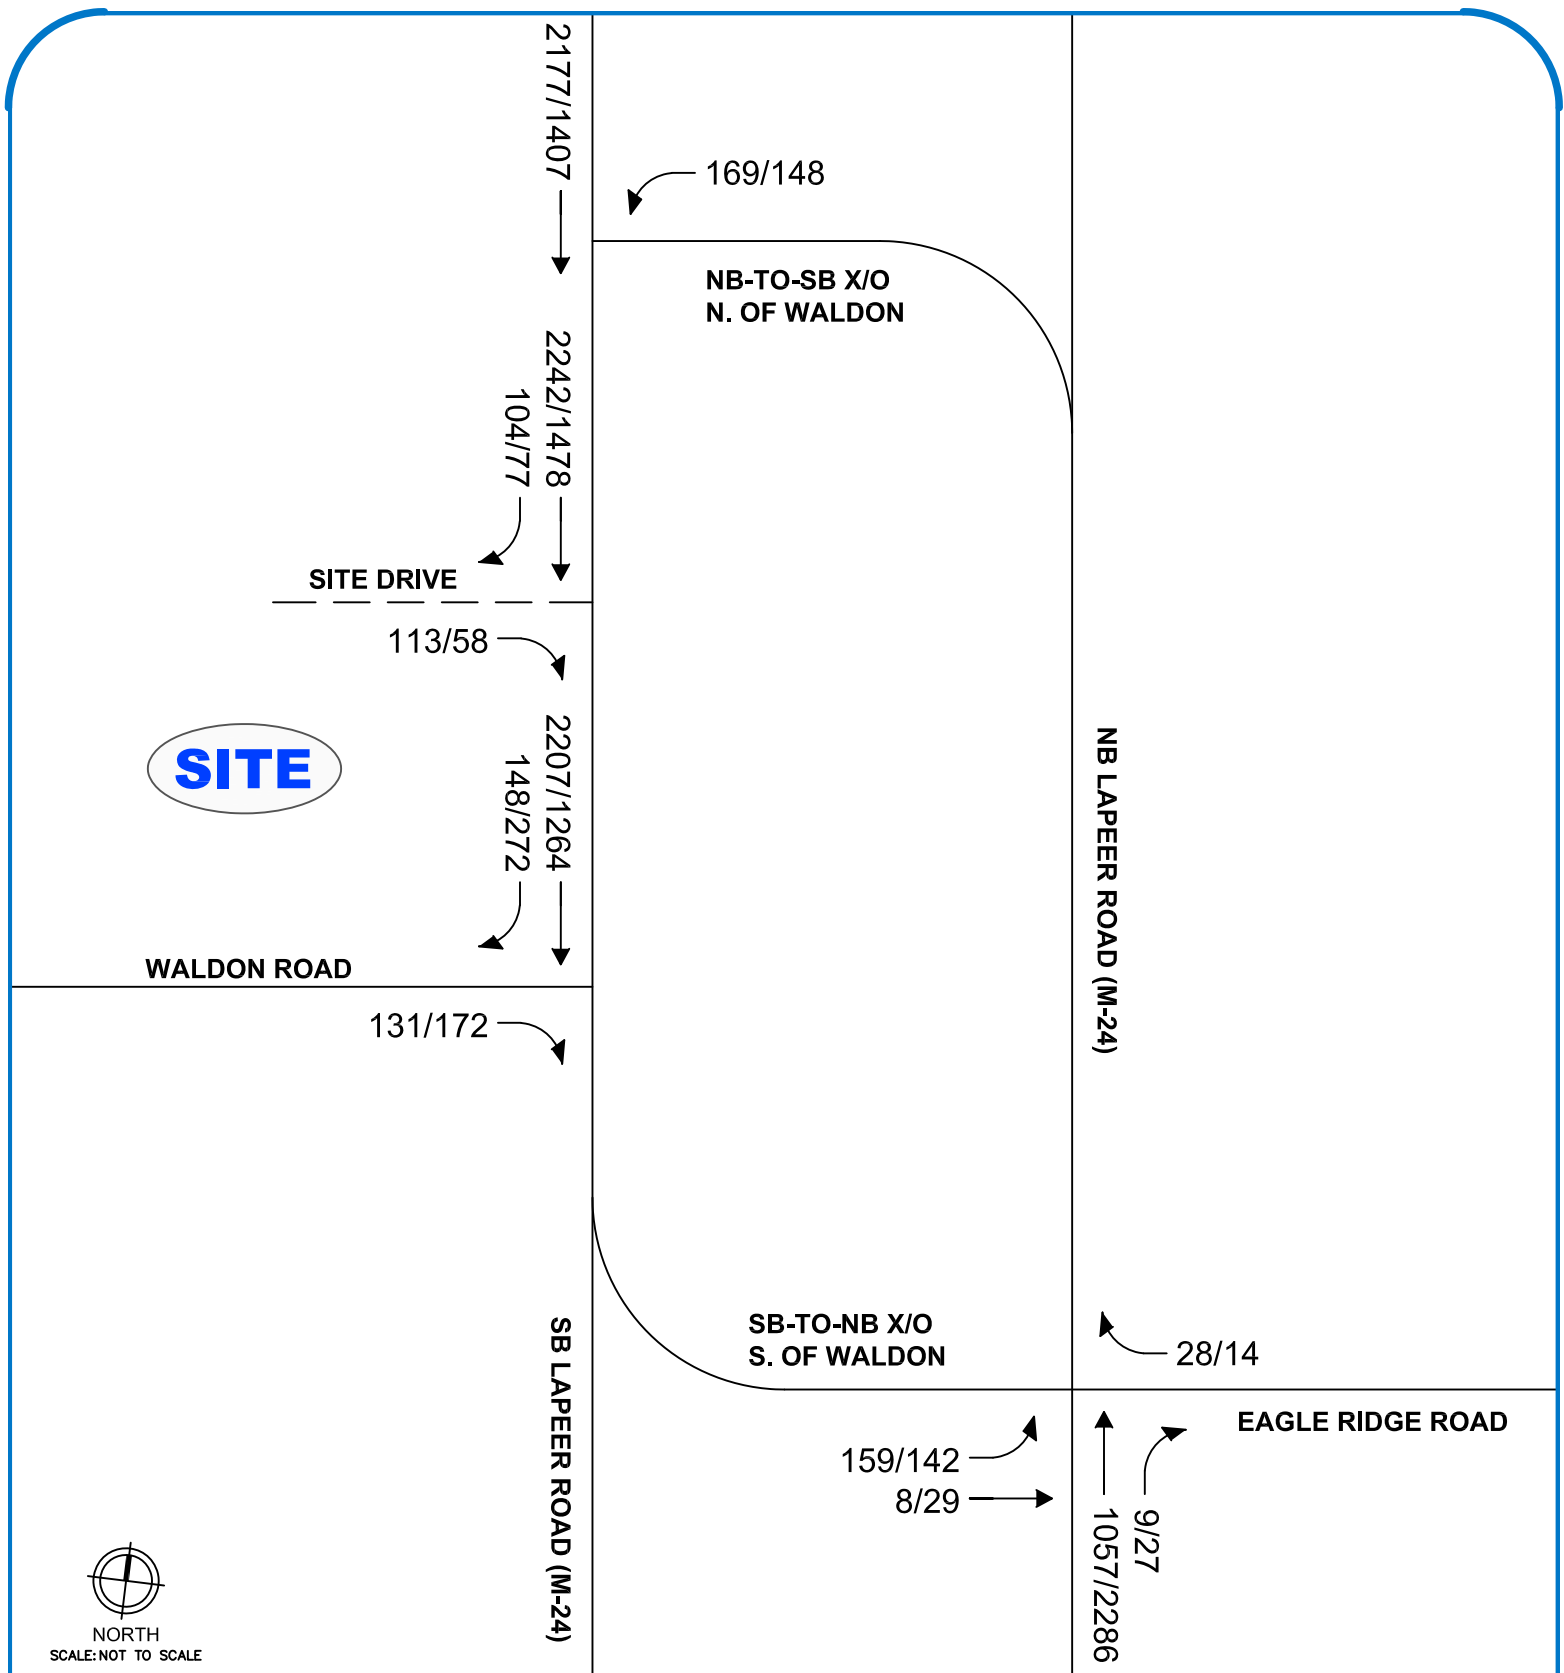 2177/1407
169/148
NB-TO-SB X/O
N. OF WALDON
2242/1478
104/77
SITE DRIVE
113/58
SITE
2207/1264
148/272
NB LAPEER ROAD (M-24)
WALDON ROAD
131/172
SB LAPEER ROAD (M-24)
SB-TO-NB X/O
S. OF WALDON
28/14
EAGLE RIDGE ROAD
159/142
8/29
9/27
1057/2286
NORTH
SCALE: NOT TO SCALE